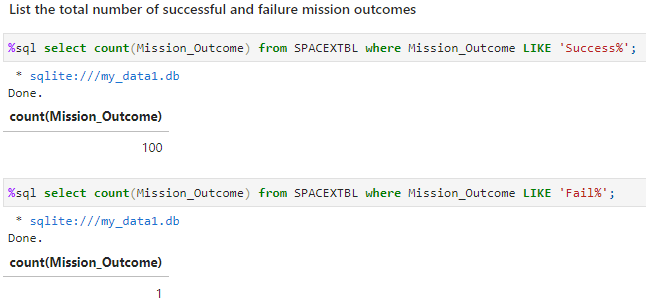 List the total number of successful and failure mission outcomes
%sql select count(Mission_Outcome) from SPACEXTBL where Mission_Outcome LIKE 'Success%';
* sqlite:///my_data1.db
Done.
count(Mission_Outcome)
100
%sql select count(Mission_Outcome) from SPACEXTBL where Mission_Outcome LIKE 'Fail%';
* sqlite:///my_data1.db
Done.
count(Mission_Outcome)
1